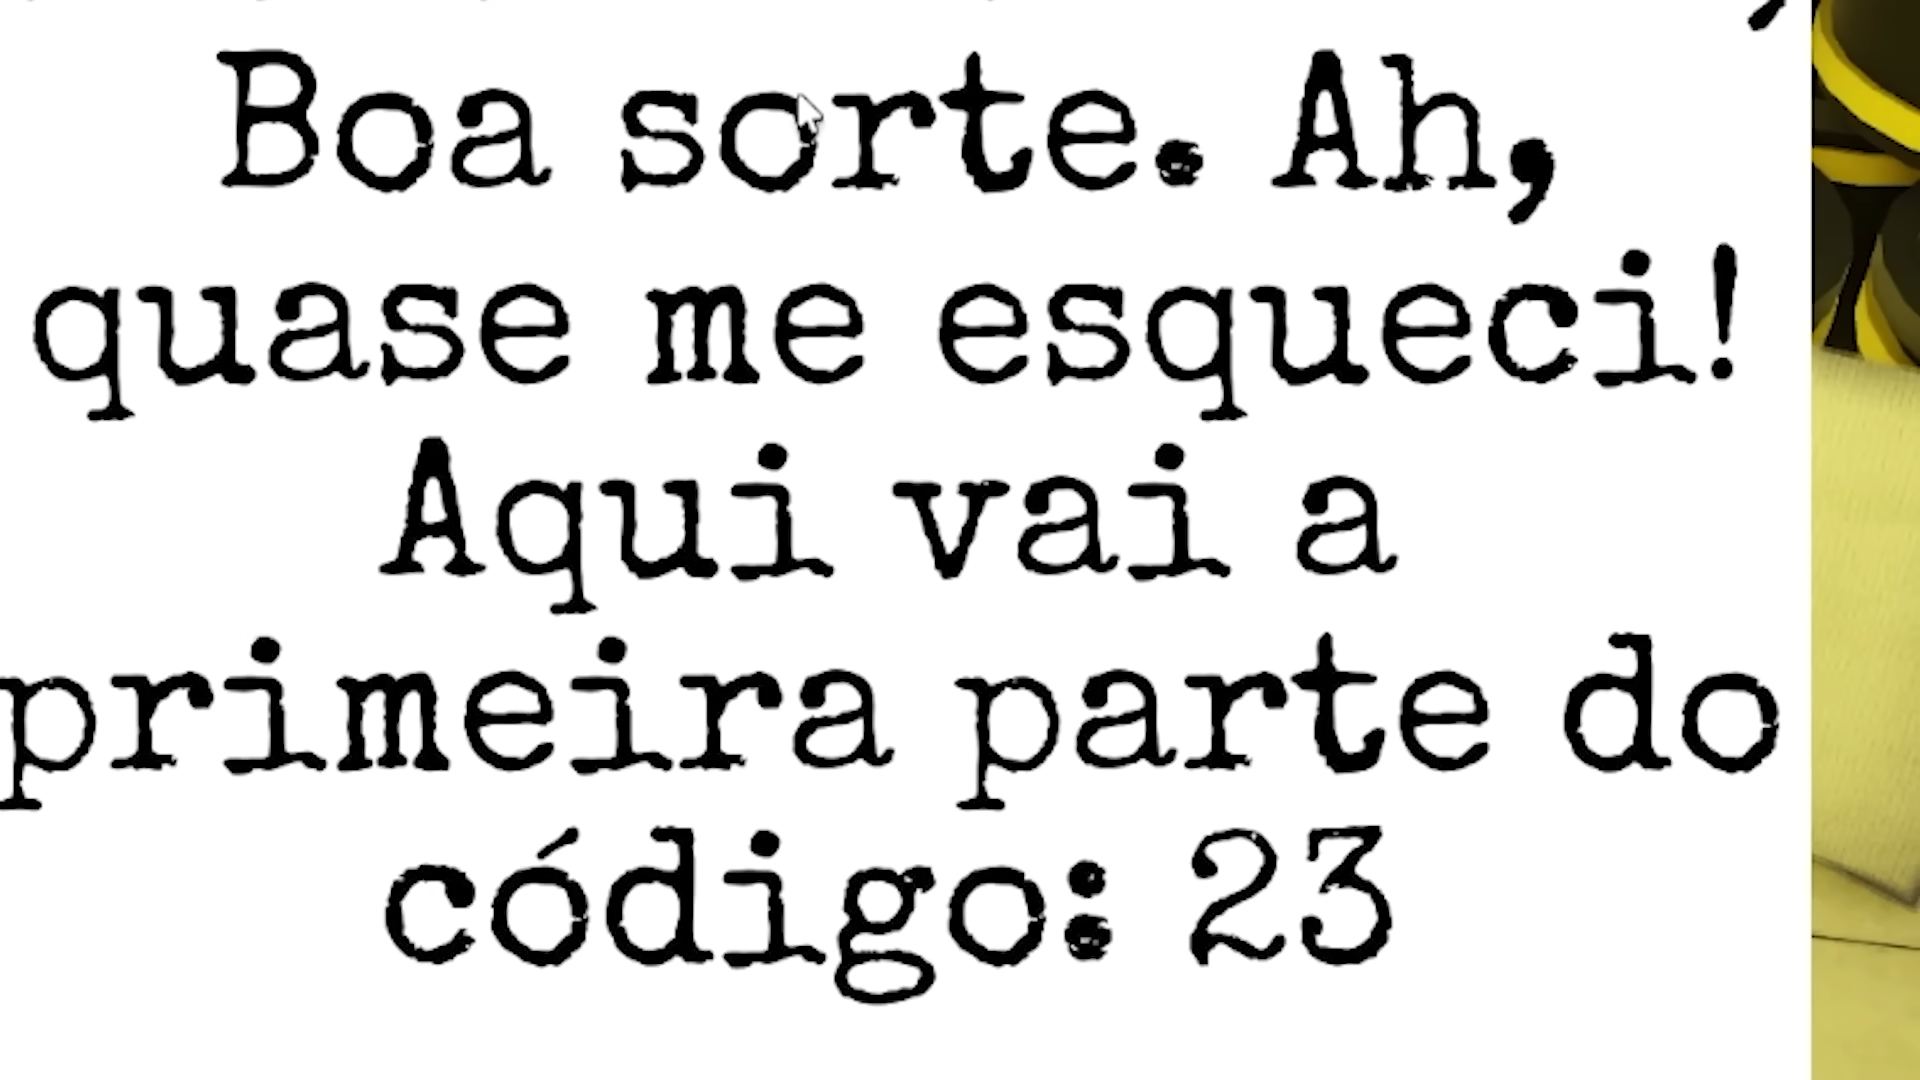 Boa sorte. Ah,
quase me esqueci!
Aqui vai a
primeira parte do
código: 23